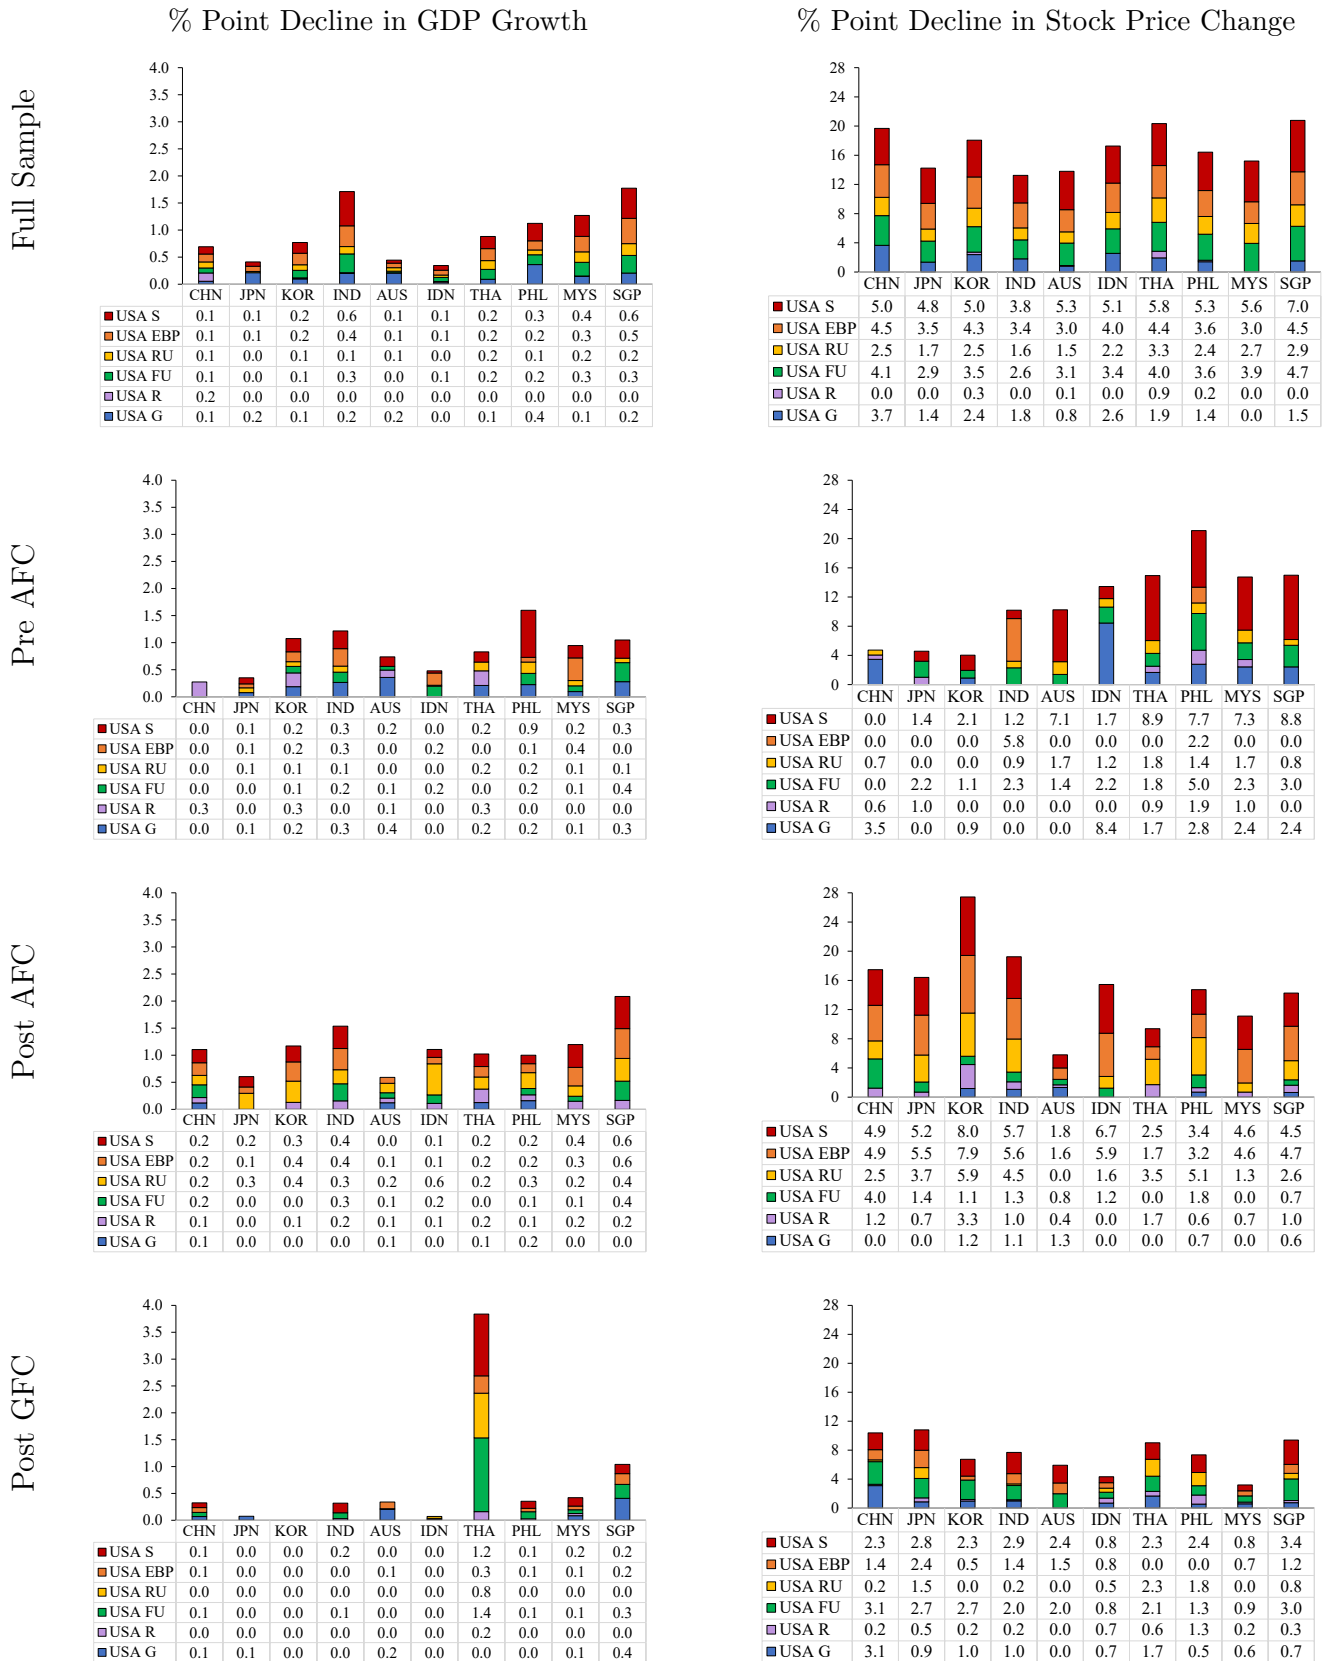 % Point Decline in GDP Growth
% Point Decline in Stock Price Change
Full Sample
4.0
3.5
3.0
2.5
2.0
1.5
1.0
0.5
0.0
CHN JPN KOR IND AUS IDN THA PHL MYS SGP
USA S 0.1 0.1 0.2 0.6 0.1 0.1 0.2 0.3 0.4 0.6
USA EBP 0.1 0.1 0.2 0.4 0.1 0.1 0.2 0.2 0.3 0.5
USA RU 0.1 0.0 0.1 0.1 0.1 0.0 0.2 0.1 0.2 0.2
USA FU 0.1 0.0 0.1 0.3 0.0 0.1 0.2 0.2 0.3 0.3
USA R 0.2 0.0 0.0 0.0 0.0 0.0 0.0 0.0 0.0 0.0
USA G 0.1 0.2 0.1 0.2 0.2 0.0 0.1 0.4 0.1 0.2
28
24
20
16
12
8
4
0
CHN JPN KOR IND AUS IDN THA PHL MYS SGP
USA S 5.0 4.8 5.0 3.8 5.3 5.1 5.8 5.3 5.6 7.0
USA EBP 4.5 3.5 4.3 3.4 3.0 4.0 4.4 3.6 3.0 4.5
USA RU 2.5 1.7 2.5 1.6 1.5 2.2 3.3 2.4 2.7 2.9
USA FU 4.1 2.9 3.5 2.6 3.1 3.4 4.0 3.6 3.9 4.7
USA R 0.0 0.0 0.3 0.0 0.1 0.0 0.9 0.2 0.0 0.0
USA G 3.7 1.4 2.4 1.8 0.8 2.6 1.9 1.4 0.0 1.5
Pre AFC
4.0
3.5
3.0
2.5
2.0
1.5
1.0
0.5
0.0
CHN JPN KOR IND AUS IDN THA PHL MYS SGP
USA S 0.0 0.1 0.2 0.3 0.2 0.0 0.2 0.9 0.2 0.3
USA EBP 0.0 0.1 0.2 0.3 0.0 0.2 0.0 0.1 0.4 0.0
USA RU 0.0 0.1 0.1 0.1 0.0 0.0 0.2 0.2 0.1 0.1
USA FU 0.0 0.0 0.1 0.2 0.1 0.2 0.0 0.2 0.1 0.4
USA R 0.3 0.0 0.3 0.0 0.1 0.0 0.3 0.0 0.0 0.0
USA G 0.0 0.1 0.2 0.3 0.4 0.0 0.2 0.2 0.1 0.3
28
24
20
16
12
8
4
0
CHN JPN KOR IND AUS IDN THA PHL MYS SGP
USA S 0.0 1.4 2.1 1.2 7.1 1.7 8.9 7.7 7.3 8.8
USA EBP 0.0 0.0 0.0 5.8 0.0 0.0 0.0 2.2 0.0 0.0
USA RU 0.7 0.0 0.0 0.9 1.7 1.2 1.8 1.4 1.7 0.8
USA FU 0.0 2.2 1.1 2.3 1.4 2.2 1.8 5.0 2.3 3.0
USA R 0.6 1.0 0.0 0.0 0.0 0.0 0.9 1.9 1.0 0.0
USA G 3.5 0.0 0.9 0.0 0.0 8.4 1.7 2.8 2.4 2.4
Post AFC
4.0
3.5
3.0
2.5
2.0
1.5
1.0
0.5
0.0
CHN JPN KOR IND AUS IDN THA PHL MYS SGP
USA S 0.2 0.2 0.3 0.4 0.0 0.1 0.2 0.2 0.4 0.6
USA EBP 0.2 0.1 0.4 0.4 0.1 0.1 0.2 0.2 0.3 0.6
USA RU 0.2 0.3 0.4 0.3 0.2 0.6 0.2 0.3 0.2 0.4
USA FU 0.2 0.0 0.0 0.3 0.1 0.2 0.0 0.1 0.1 0.4
USA R 0.1 0.0 0.1 0.2 0.1 0.1 0.2 0.1 0.2 0.2
USA G 0.1 0.0 0.0 0.0 0.1 0.0 0.1 0.2 0.0 0.0
28
24
20
16
12
8
4
0
CHN JPN KOR IND AUS IDN THA PHL MYS SGP
USA S 4.9 5.2 8.0 5.7 1.8 6.7 2.5 3.4 4.6 4.5
USA EBP 4.9 5.5 7.9 5.6 1.6 5.9 1.7 3.2 4.6 4.7
USA RU 2.5 3.7 5.9 4.5 0.0 1.6 3.5 5.1 1.3 2.6
USA FU 4.0 1.4 1.1 1.3 0.8 1.2 0.0 1.8 0.0 0.7
USA R 1.2 0.7 3.3 1.0 0.4 0.0 1.7 0.6 0.7 1.0
USA G 0.0 0.0 1.2 1.1 1.3 0.0 0.0 0.7 0.0 0.6
Post GFC
4.0
3.5
3.0
2.5
2.0
1.5
1.0
0.5
0.0
CHN JPN KOR IND AUS IDN THA PHL MYS SGP
USA S 0.1 0.0 0.0 0.2 0.0 0.0 1.2 0.1 0.2 0.2
USA EBP 0.1 0.0 0.0 0.0 0.1 0.0 0.3 0.1 0.1 0.2
USA RU 0.0 0.0 0.0 0.0 0.0 0.0 0.8 0.0 0.0 0.0
USA FU 0.1 0.0 0.0 0.1 0.0 0.0 1.4 0.1 0.1 0.3
USA R 0.0 0.0 0.0 0.0 0.0 0.0 0.2 0.0 0.0 0.0
USA G 0.1 0.1 0.0 0.0 0.2 0.0 0.0 0.0 0.1 0.4
28
24
20
16
12
8
4
0
CHN JPN KOR IND AUS IDN THA PHL MYS SGP
USA S 2.3 2.8 2.3 2.9 2.4 0.8 2.3 2.4 0.8 3.4
USA EBP 1.4 2.4 0.5 1.4 1.5 0.8 0.0 0.0 0.7 1.2
USA RU 0.2 1.5 0.0 0.2 0.0 0.5 2.3 1.8 0.0 0.8
USA FU 3.1 2.7 2.7 2.0 2.0 0.8 2.1 1.3 0.9 3.0
USA R 0.2 0.5 0.2 0.2 0.0 0.7 0.6 1.3 0.2 0.3
USA G 3.1 0.9 1.0 1.0 0.0 0.7 1.7 0.5 0.6 0.7